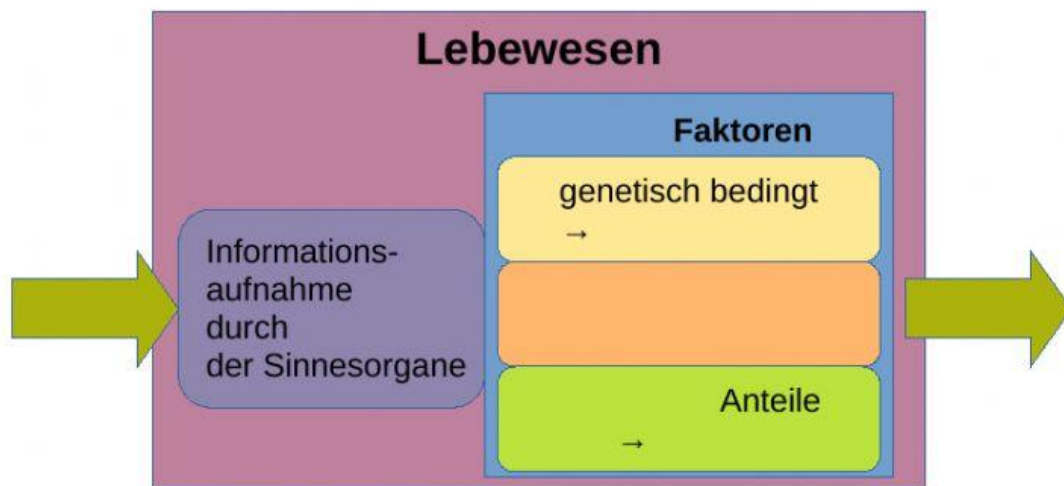 Lebewesen
Faktoren
genetisch bedingt
→
Informations-
aufnahme
durch
der Sinnesorgane
Anteile
→